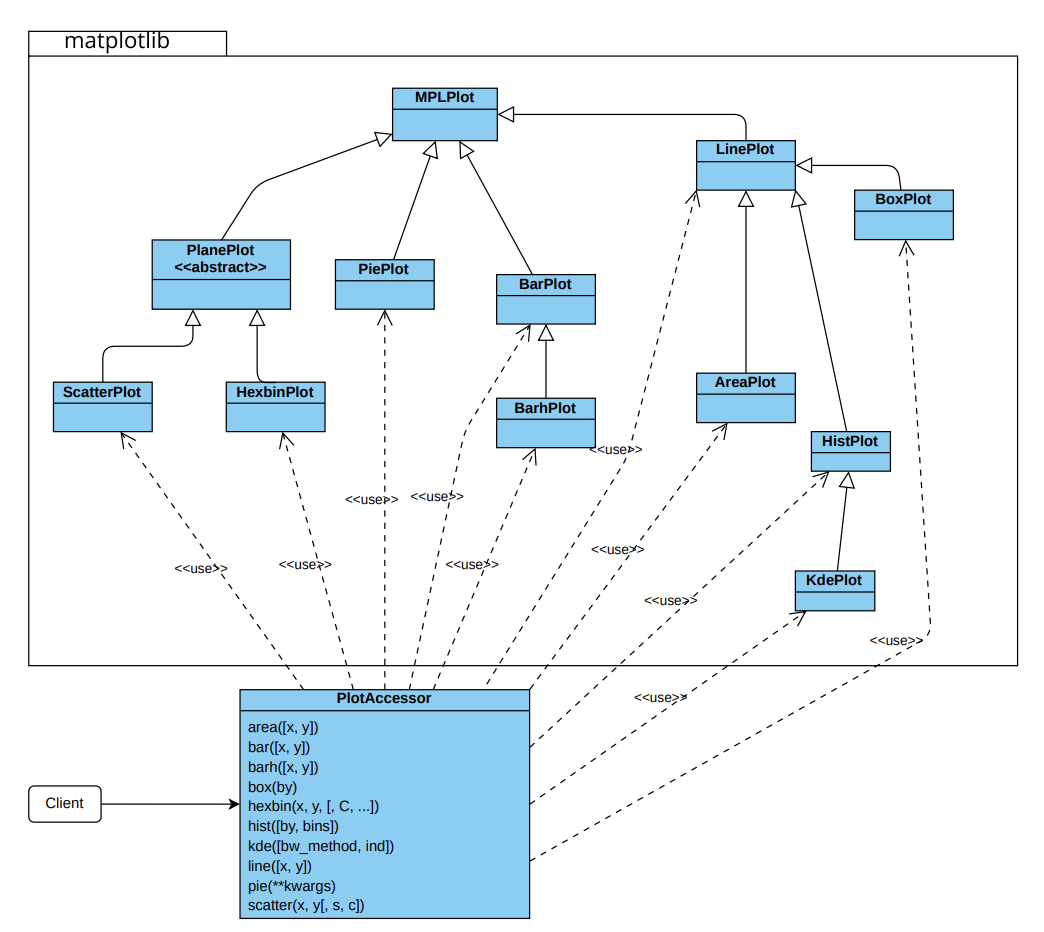 matplotlib
MPLPlot
LinePlot
BoxPlot
PlanePlot
<<abstract>>
PiePlot
BarPlot
ScatterPlot
HexbinPlot
BarhPlot
AreaPlot
HistPlot
KdePlot
<<use>>
<<use>>
<<use>>
<<use>>
<<use>>
<<use>>
<<use>>
<<use>>
<<use>>
<<use>>
PlotAccessor
area([x, y])
bar([x, y])
barh([x, y])
box(by)
hexbin(x, y, [, C, ...])
hist([by, bins])
kde([bw_method, ind])
line([x, y])
pie(**kwargs)
scatter(x, y[, s, c])
Client